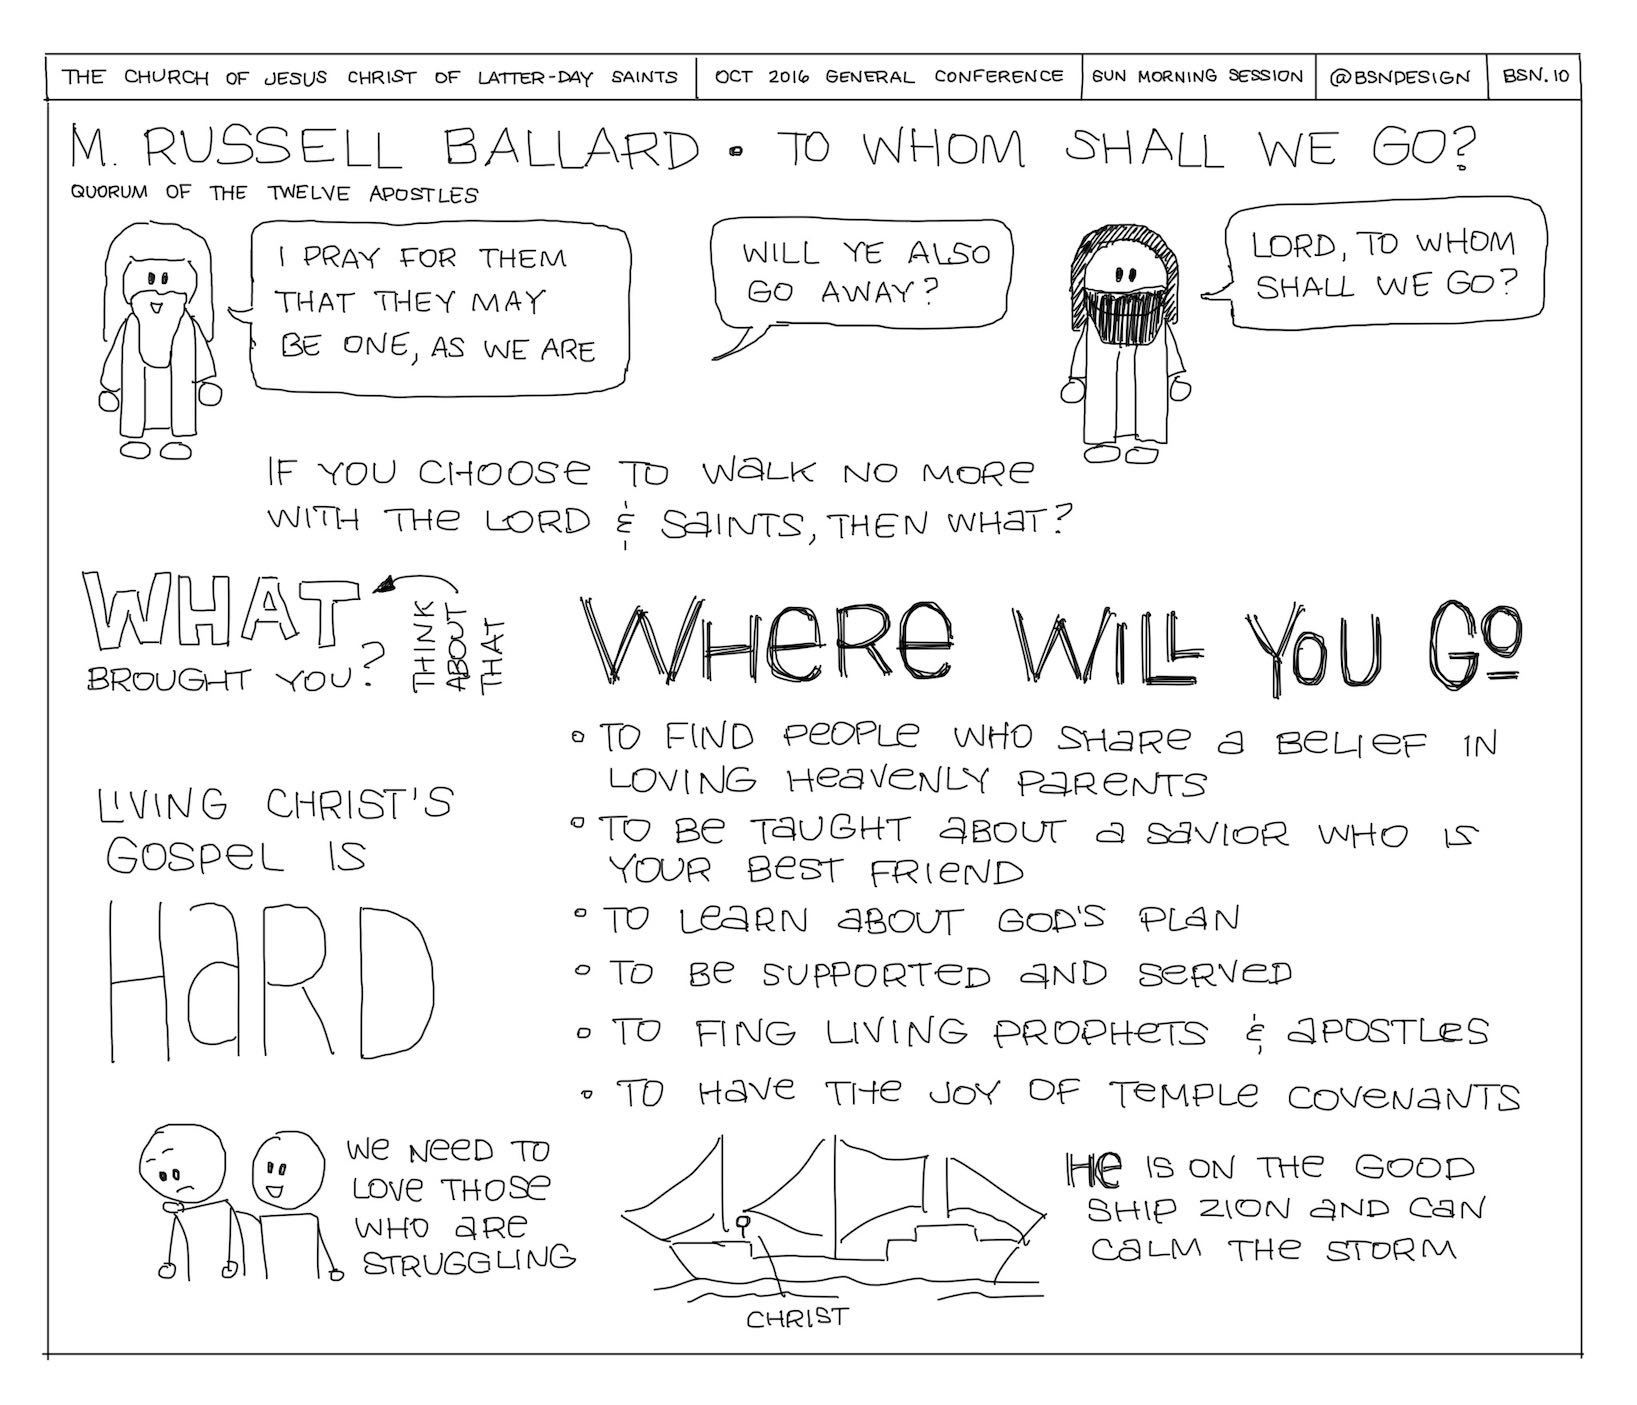 THE CHURCH OF JESUS CHRIST OF LATTER-DAY SAINTS
OCT 2016 GENERAL CONFERENCE
SUN MORNING SESSION
@BSNDESIGN
BSN.10
M. RUSSELL BALLARD • TO WHOM SHALL WE GO?
QUORUM OF THE TWELVE APOSTLES
I PRAY FOR THEM
THAT THEY MAY
BE ONE, AS WE ARE
WILL YE ALSO
GO AWAY?
LORD, TO WHOM
SHALL WE GO?
IF YOU CHOOSE TO WALK NO MORE
WITH THE LORD & SAINTS, THEN WHAT?
WHAT
BROUGHT YOU?
THINK
ABOUT
THAT
WHERE WILL YOU GO
• TO FIND PEOPLE WHO SHARE A BELIEF IN
LOVING HEAVENLY PARENTS
• TO BE TAUGHT ABOUT A SAVIOR WHO IS
YOUR BEST FRIEND
• TO LEARN ABOUT GOD'S PLAN
• TO BE SUPPORTED AND SERVED
• TO FING LIVING PROPHETS & APOSTLES
• TO HAVE THE JOY OF TEMPLE COVENANTS
LIVING CHRIST'S
GOSPEL IS
HARD
WE NEED TO
LOVE THOSE
WHO ARE
STRUGGLING
CHRIST
HE IS ON THE GOOD
SHIP ZION AND CAN
CALM THE STORM